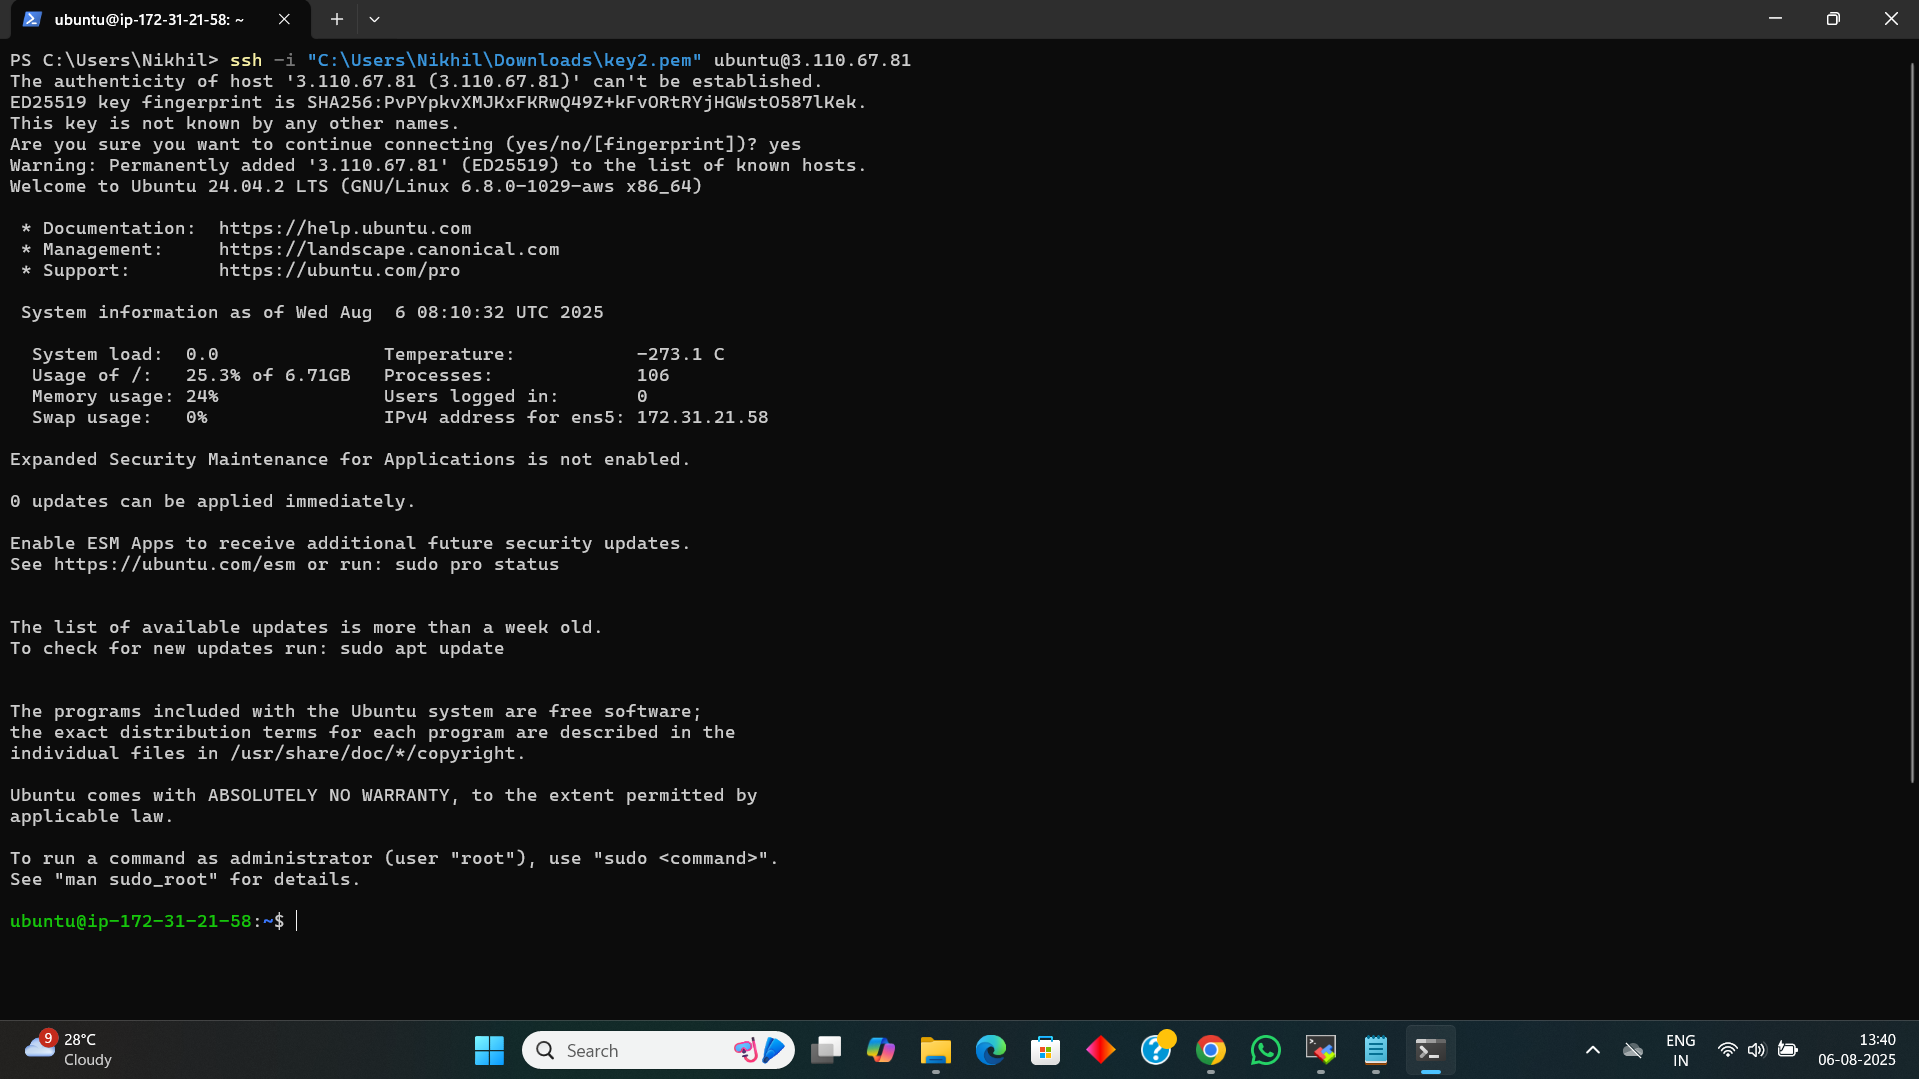 ubuntu@ip-172-31-21-58: ~
PS C:\Users\Nikhil> ssh -i "C:\Users\Nikhil\Downloads\key2.pem" ubuntu@3.110.67.81
The authenticity of host '3.110.67.81 (3.110.67.81)' can't be established.
ED25519 key fingerprint is SHA256:PvPYpkvXMJKxFKRwQ49Z+kFvORtRYjHGWstO587lKek.
This key is not known by any other names.
Are you sure you want to continue connecting (yes/no/[fingerprint])? yes
Warning: Permanently added '3.110.67.81' (ED25519) to the list of known hosts.
Welcome to Ubuntu 24.04.2 LTS (GNU/Linux 6.8.0-1029-aws x86_64)
* Documentation:  https://help.ubuntu.com
* Management:     https://landscape.canonical.com
* Support:        https://ubuntu.com/pro
System information as of Wed Aug  6 08:10:32 UTC 2025
System load:  0.0                Temperature:           -273.1 C
Usage of /:   25.3% of 6.71GB   Processes:             106
Memory usage: 24%               Users logged in:       0
Swap usage:   0%                IPv4 address for ens5: 172.31.21.58
Expanded Security Maintenance for Applications is not enabled.
0 updates can be applied immediately.
Enable ESM Apps to receive additional future security updates.
See https://ubuntu.com/esm or run: sudo pro status
The list of available updates is more than a week old.
To check for new updates run: sudo apt update
The programs included with the Ubuntu system are free software;
the exact distribution terms for each program are described in the
individual files in /usr/share/doc/*/copyright.
Ubuntu comes with ABSOLUTELY NO WARRANTY, to the extent permitted by
applicable law.
To run a command as administrator (user "root"), use "sudo <command>".
See "man sudo_root" for details.
ubuntu@ip-172-31-21-58:~$
9
28°C
Cloudy
Search
ENG
IN
13:40
06-08-2025